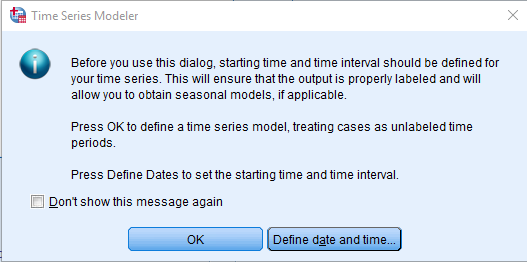 Time Series Modeler
Before you use this dialog, starting time and time interval should be defined for
your time series. This will ensure that the output is properly labeled and will
allow you to obtain seasonal models, if applicable.
Press OK to define a time series model, treating cases as unlabeled time
periods.
Press Define Dates to set the starting time and time interval.
Don't show this message again
OK
Define date and time...